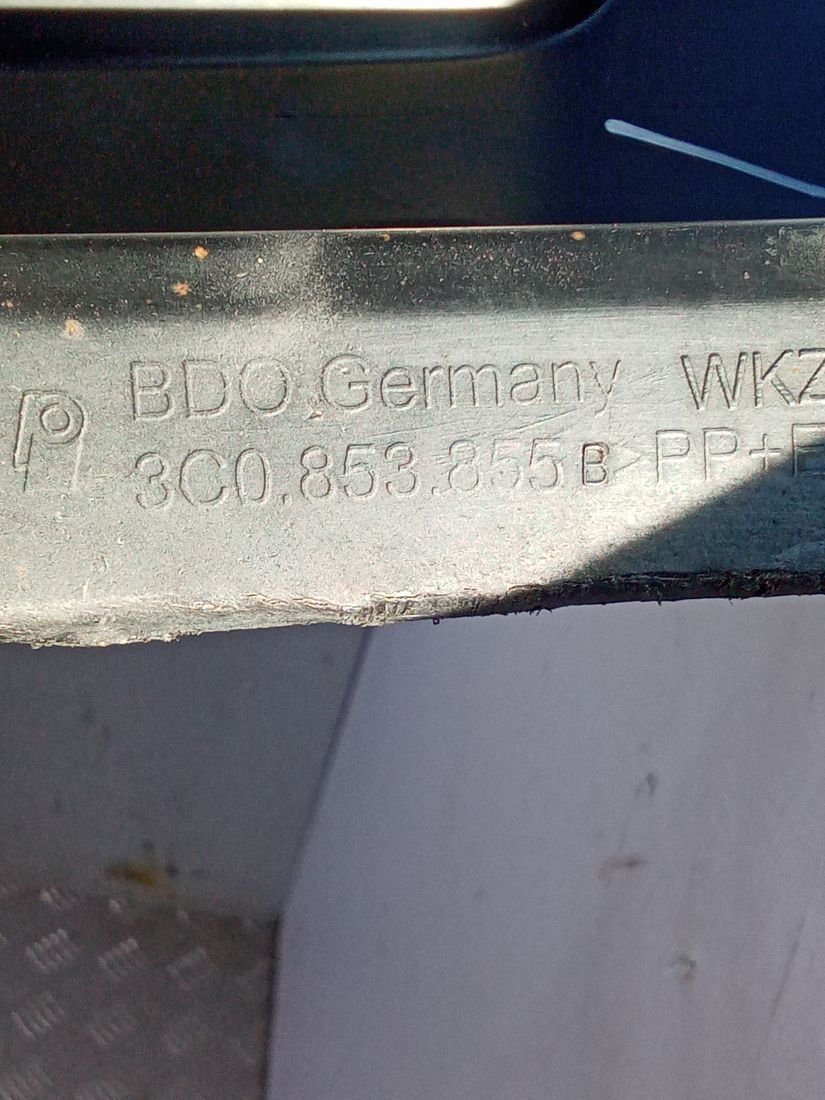 BDO Germany WKZ
3C0.853.855 B >PP+E